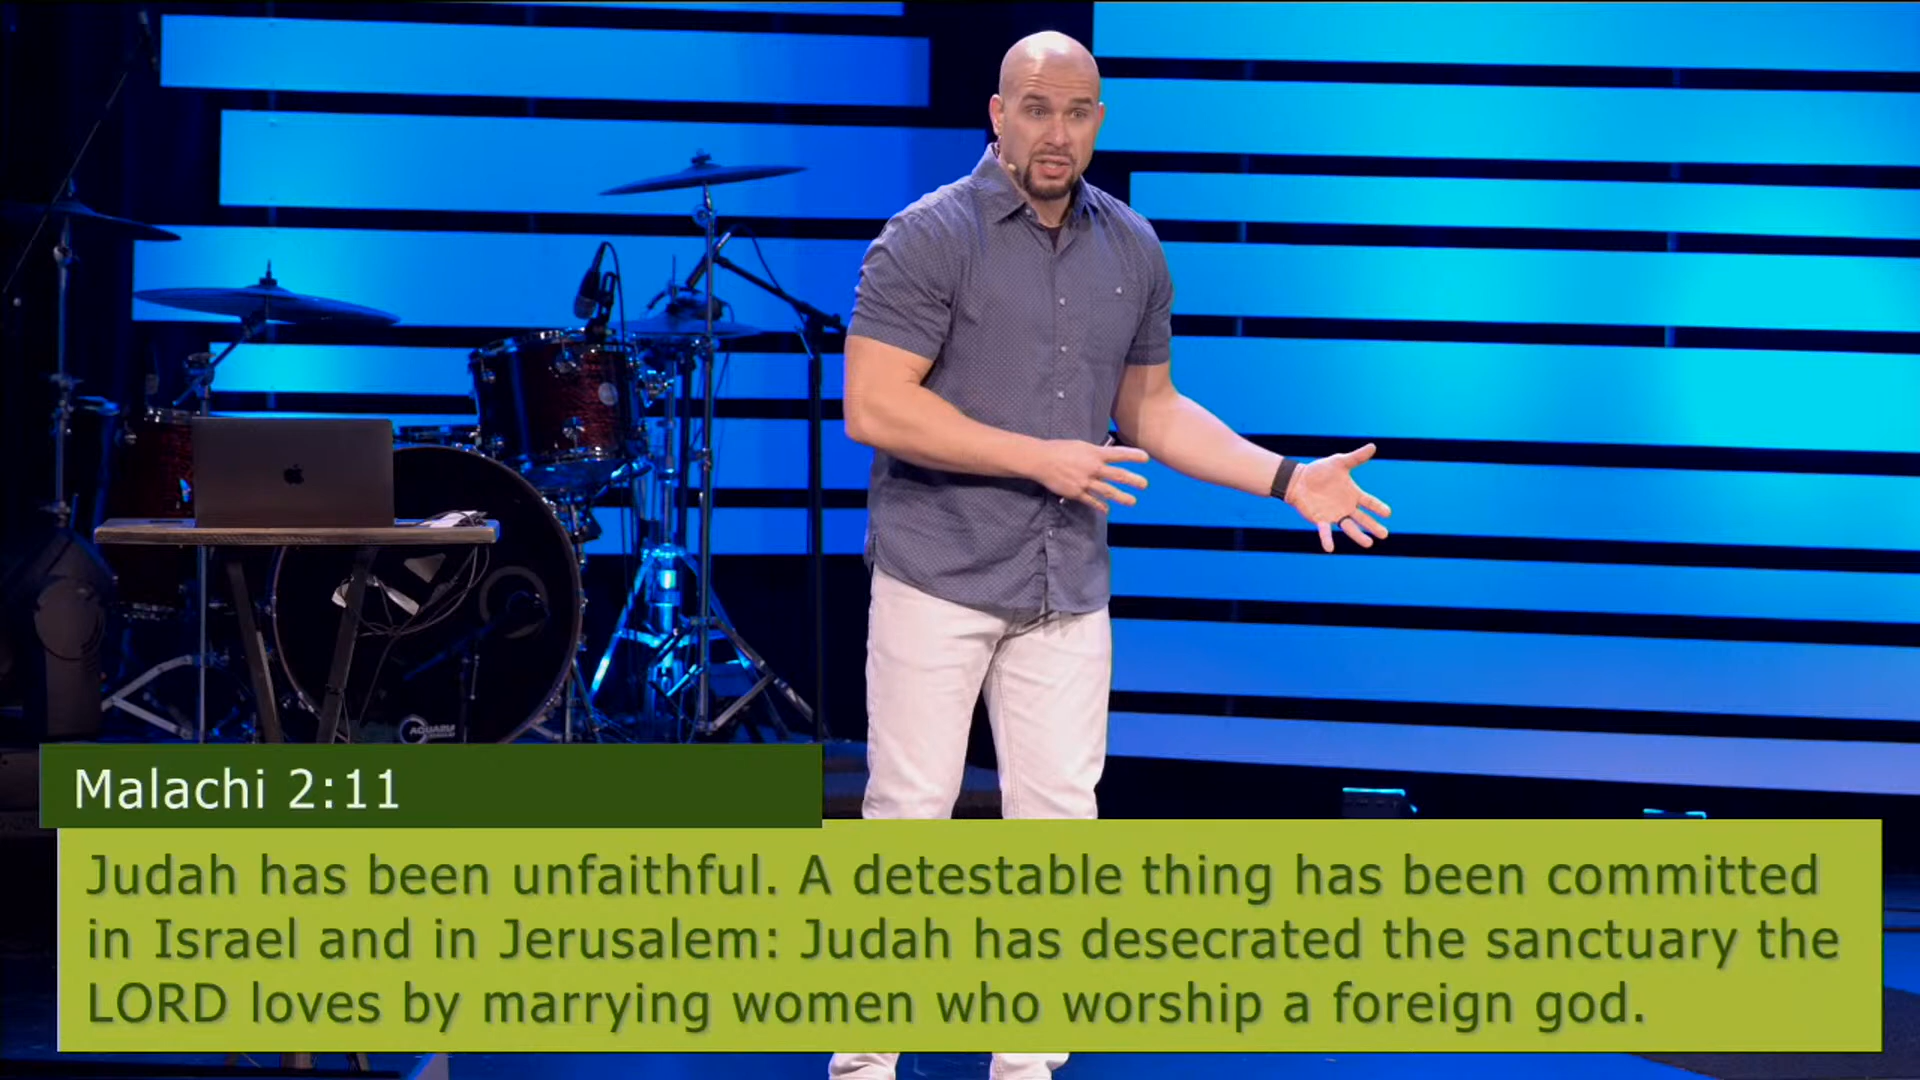 AQUARIAN
Malachi 2:11
Judah has been unfaithful. A detestable thing has been committed
in Israel and in Jerusalem: Judah has desecrated the sanctuary the
LORD loves by marrying women who worship a foreign god.